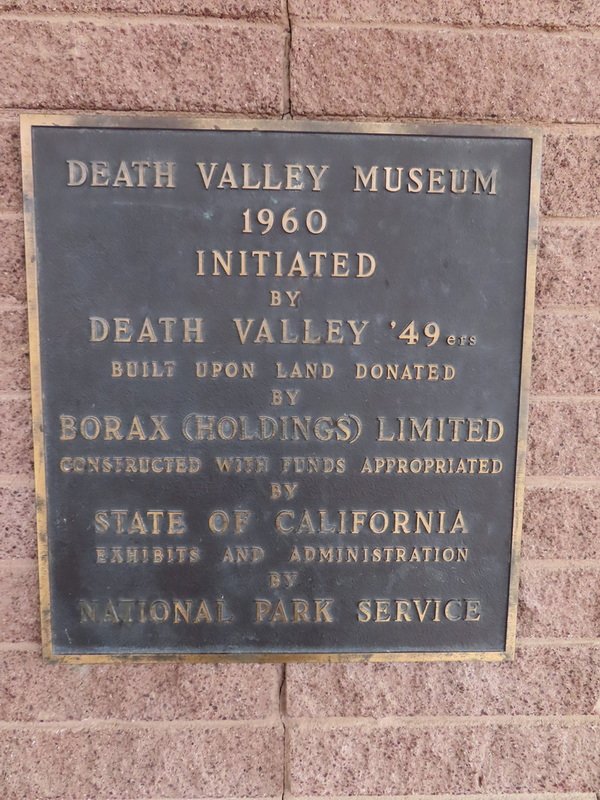 DEATH VALLEY MUSEUM
1960
INITIATED
BY
DEATH VALLEY '49ers
BUILT UPON LAND DONATED
BY
BORAX (HOLDINGS) LIMITED
CONSTRUCTED WITH FUNDS APPROPRIATED
BY
STATE OF CALIFORNIA
EXHIBITS AND ADMINISTRATION
BY
NATIONAL PARK SERVICE